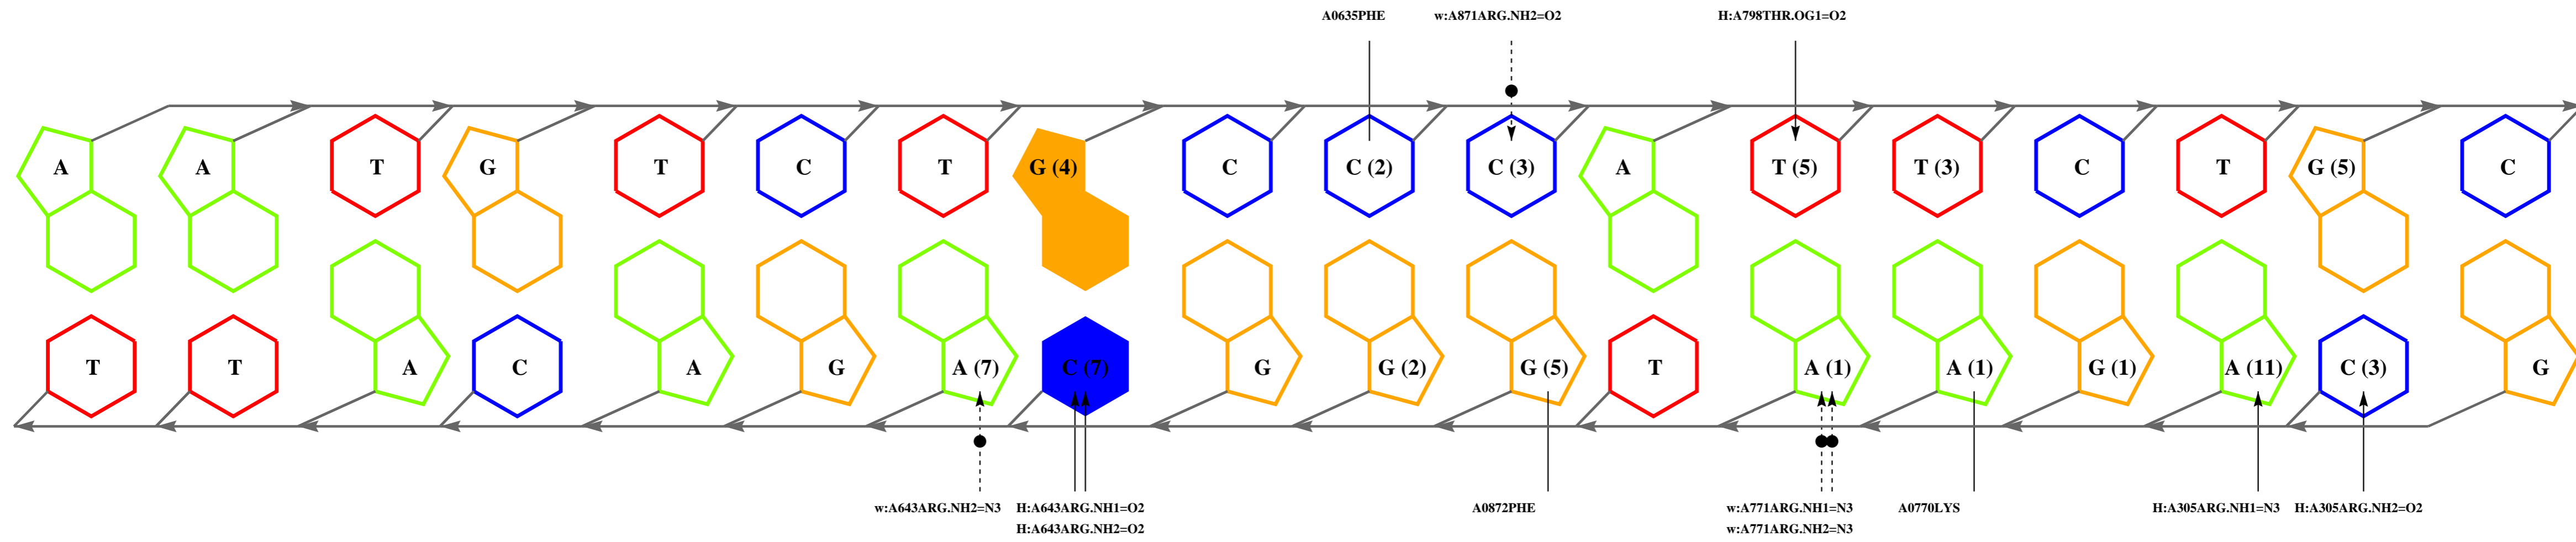 A0635PHE w:A871ARG.NH2=O2 H:A798THR.OG1=O2
A A T G T C T G (4) C C (2) C (3) A T (5) T (3) C T G (5) C
T T A C A G A (7) C (7) G G (2) G (5) T A (1) A (1) G (1) A (11) C (3) G
w:A643ARG.NH2=N3 H:A643ARG.NH1=O2 A0872PHE w:A771ARG.NH1=N3 A0770LYS H:A305ARG.NH1=N3 H:A305ARG.NH2=O2
H:A643ARG.NH2=O2 w:A771ARG.NH2=N3